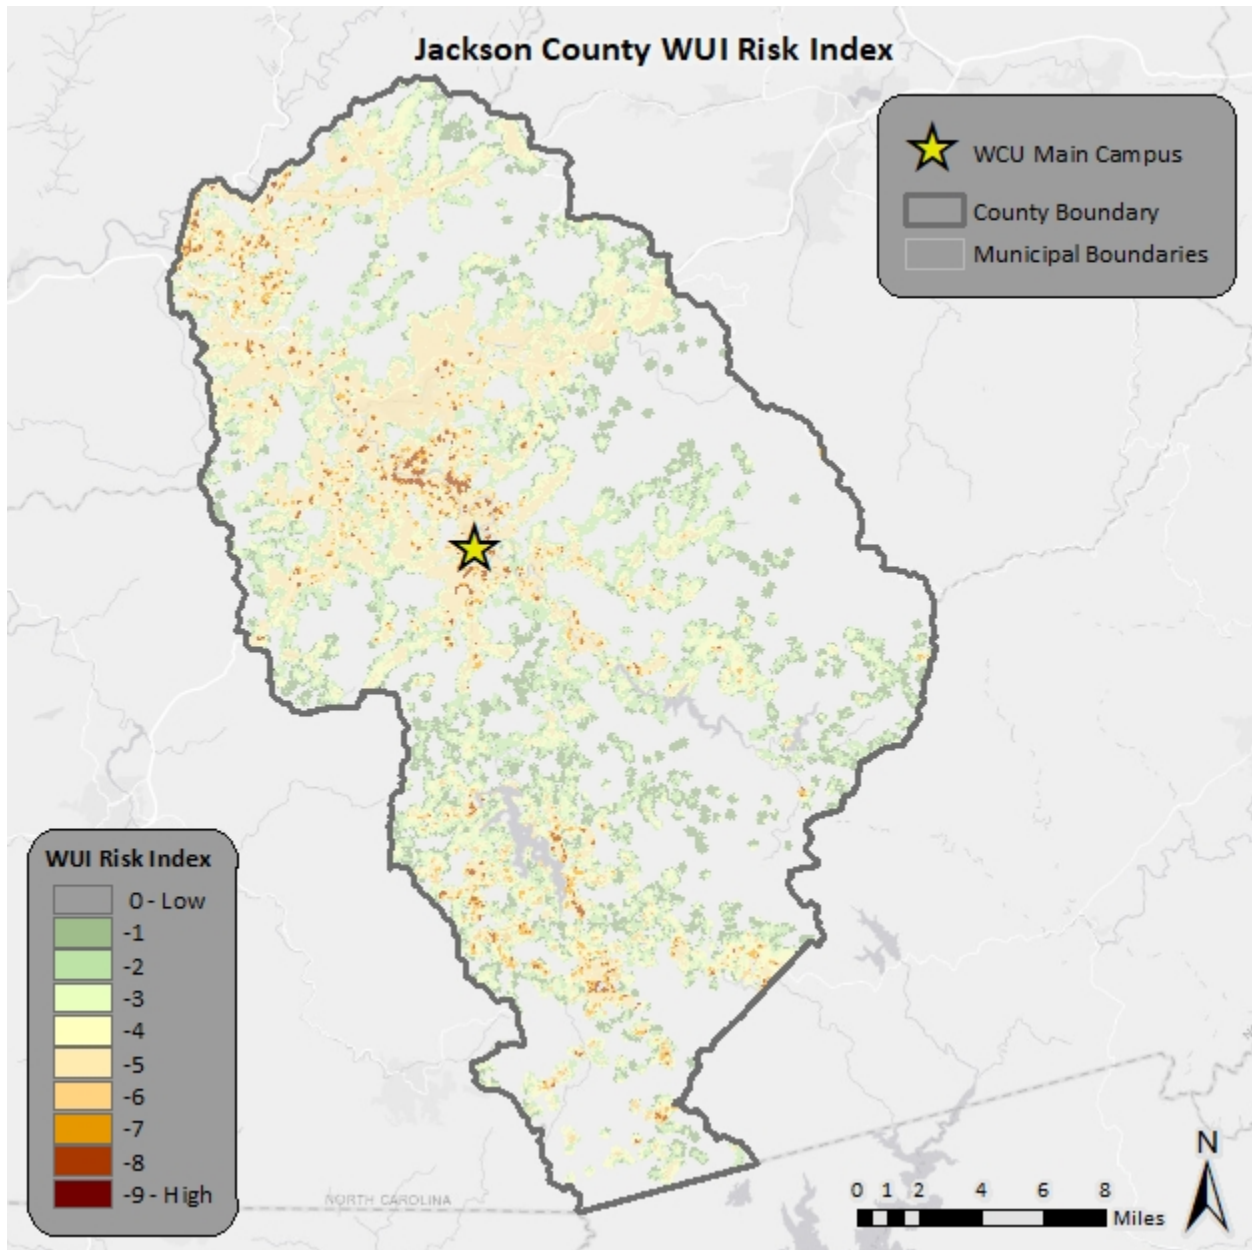 Jackson County WUI Risk Index
WCU Main Campus
County Boundary
Municipal Boundaries
WUI Risk Index
0 - Low
-1
-2
-3
-4
-5
-6
-7
-8
-9 - High
NORTH CAROLINA
N
0 1 2 4 6 8
Miles